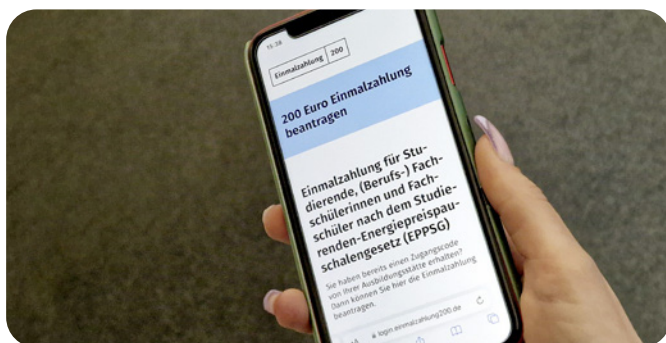 15:38
Einmalzahlung 200
200 Euro Einmalzahlung
beantragen
Einmalzahlung für Stu-
dierende, (Berufs-) Fach-
schülerinnen und Fach-
schüler nach dem Studie-
renden-Energiepreispau-
schalengesetz (EPPSG)
Sie haben bereits einen Zugangscode
von Ihrer Ausbildungsstätte erhalten?
Dann können Sie hier die Einmalzahlung
beantragen.
login.einmalzahlung200.de